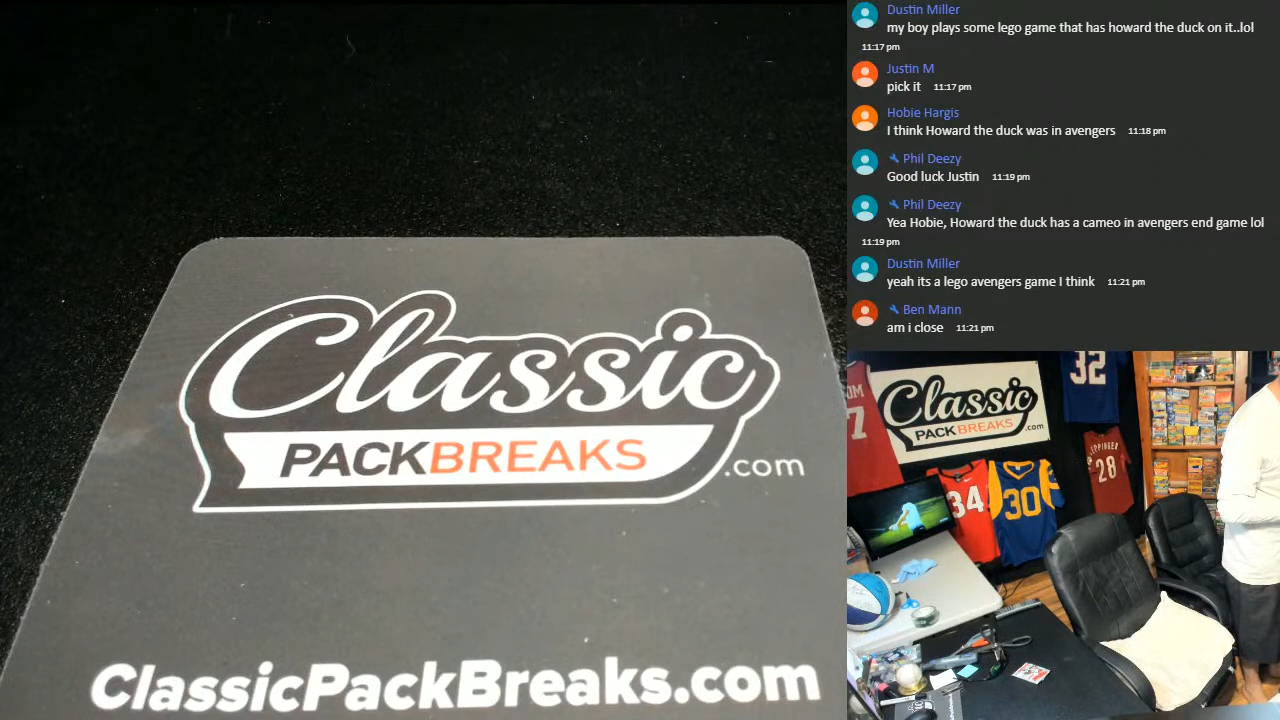 Classic
PACKBREAKS
.com
ClassicPackBreaks.com
Dustin Miller
my boy plays some lego game that has howard the duck on it..lol
11:17 pm
Justin M
pick it 11:17 pm
Hobie Hargis
I think Howard the duck was in avengers 11:18 pm
Phil Deezy
Good luck Justin 11:19 pm
Phil Deezy
Yea Hobie, Howard the duck has a cameo in avengers end game lol
11:19 pm
Dustin Miller
yeah its a lego avengers game I think 11:21 pm
Ben Mann
am i close 11:21 pm
32
Classic
PACKBREAKS
.com
7
34
30
28